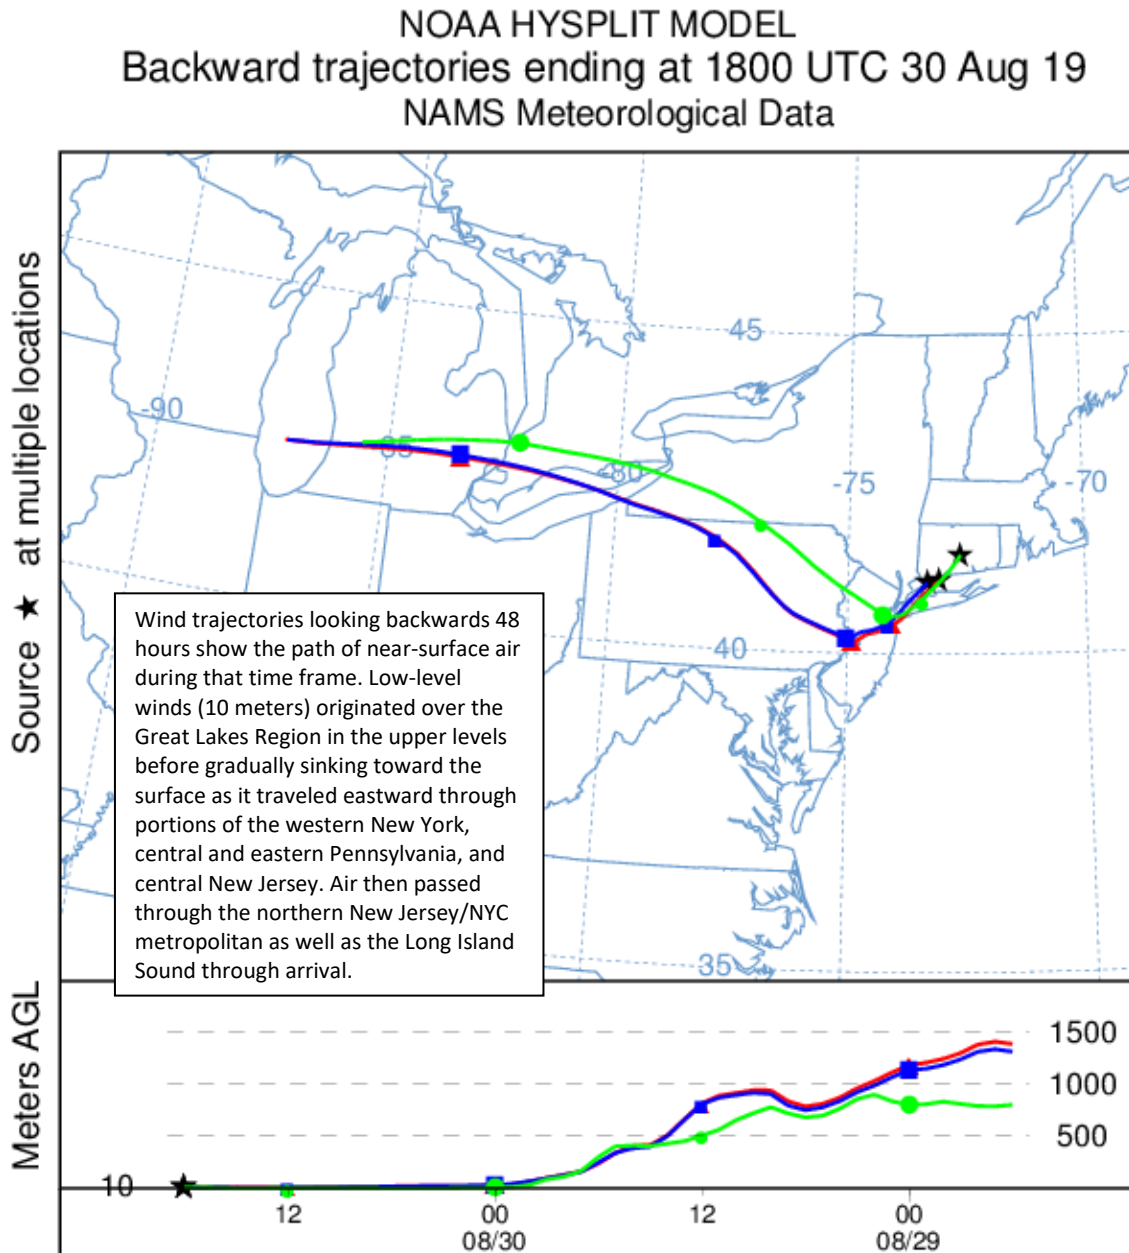 NOAA HYSPLIT MODEL
Backward trajectories ending at 1800 UTC 30 Aug 19
NAMS Meteorological Data
Source ★ at multiple locations
45
-90
85
-80
-75
-70
40
35
Wind trajectories looking backwards 48
hours show the path of near-surface air
during that time frame. Low-level
winds (10 meters) originated over the
Great Lakes Region in the upper levels
before gradually sinking toward the
surface as it traveled eastward through
portions of the western New York,
central and eastern Pennsylvania, and
central New Jersey. Air then passed
through the northern New Jersey/NYC
metropolitan as well as the Long Island
Sound through arrival.
Meters AGL
1500
1000
500
10
12
00
12
00
08/30
08/29